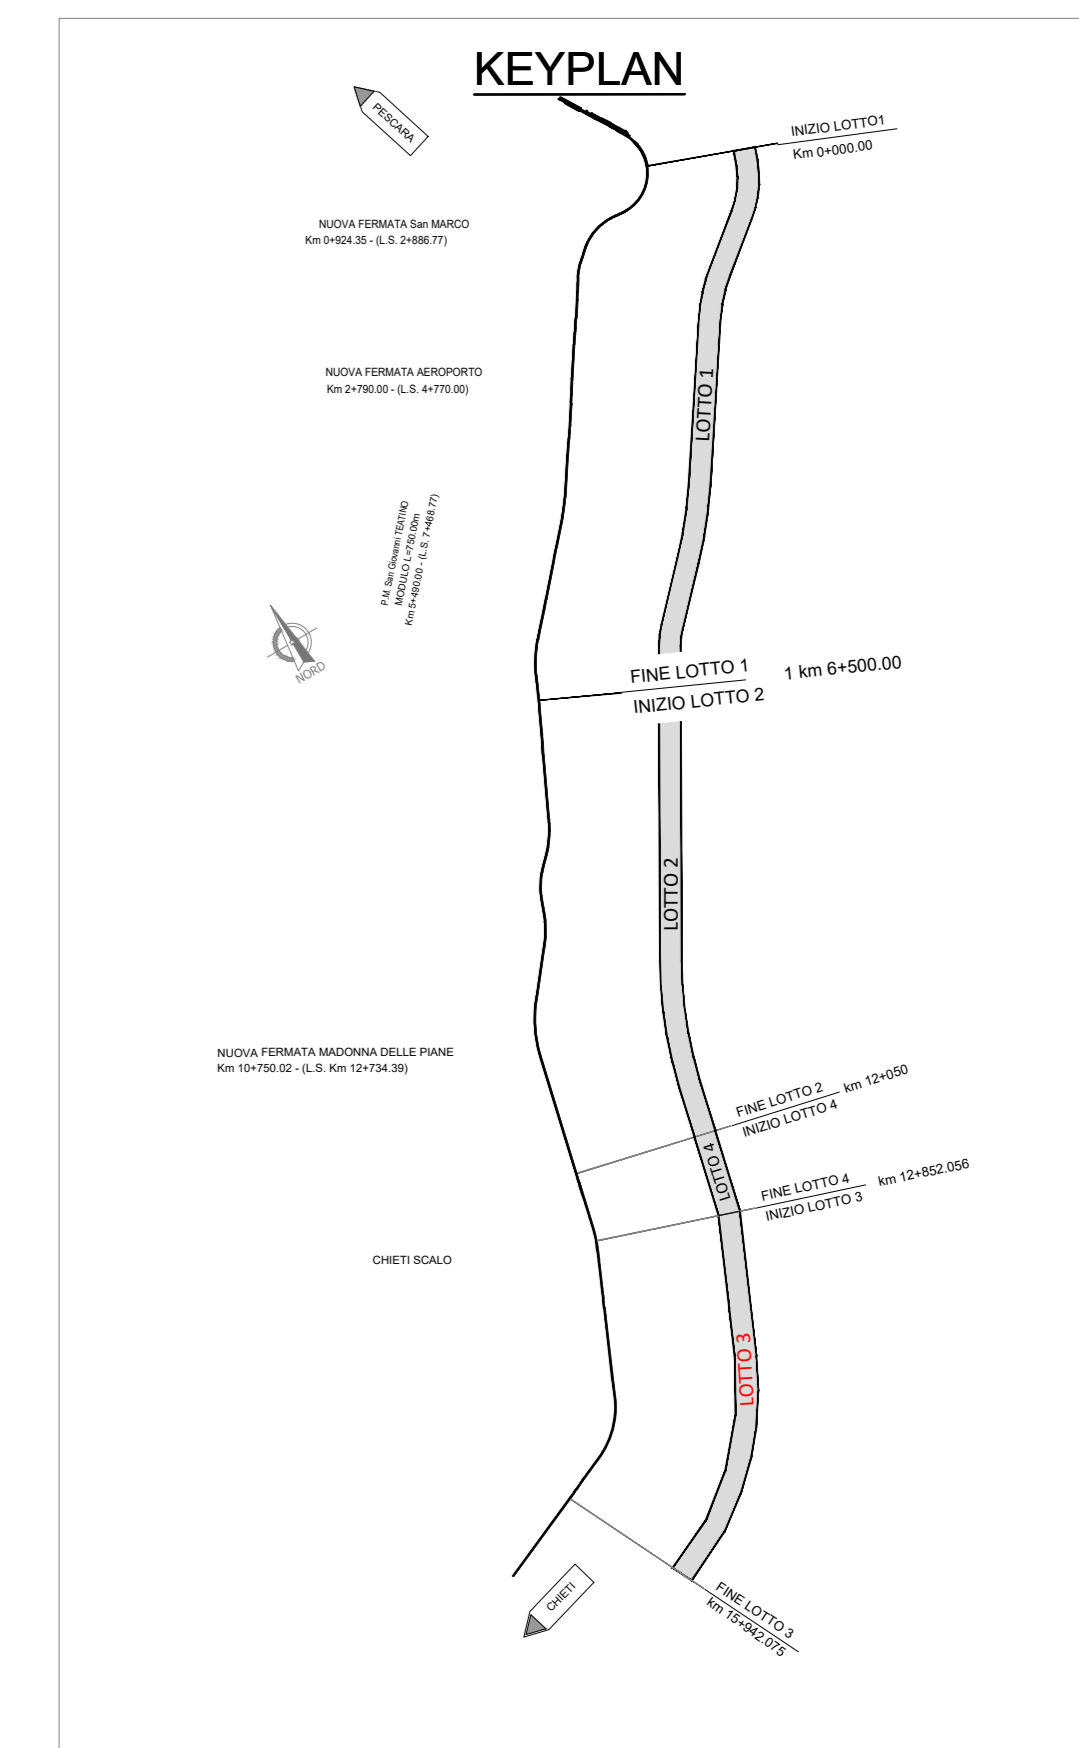 KEYPLAN
PESCARA
INIZIO LOTTO1
Km 0+000.00
NUOVA FERMATA San MARCO
Km 0+924.35 - (L.S. 2+886.77)
NUOVA FERMATA AEROPORTO
Km 2+790.00 - (L.S. 4+770.00)
LOTTO 1
P.M. San Giovanni TEATINO
MODULO L=750.00m
Km 5+490.00 - (L.S. 7+468.77)
NORD
FINE LOTTO 1
1 km 6+500.00
INIZIO LOTTO 2
LOTTO 2
NUOVA FERMATA MADONNA DELLE PIANE
Km 10+750.02 - (L.S. Km 12+734.39)
FINE LOTTO 2
km 12+050
INIZIO LOTTO 4
LOTTO 4
FINE LOTTO 4
km 12+852.056
INIZIO LOTTO 3
CHIETI SCALO
LOTTO 3
CHIETI
FINE LOTTO 3
km 15+942.075